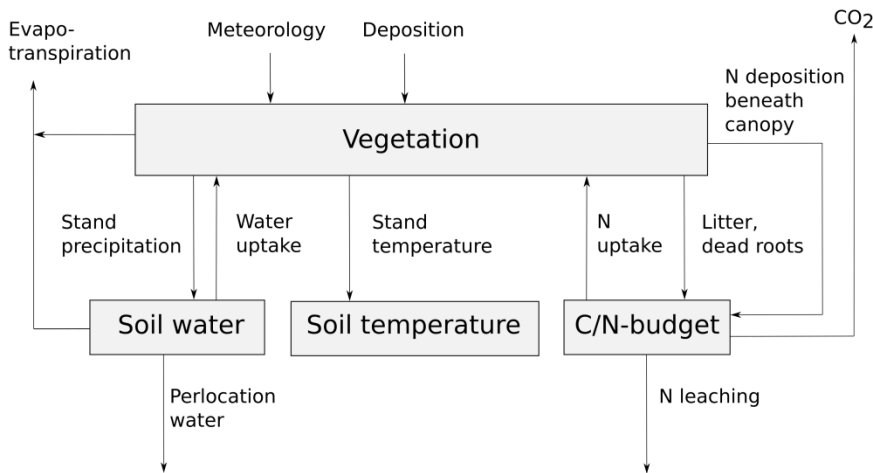 Evapo-
transpiration
Meteorology
Deposition
CO2
N deposition
beneath
canopy
Vegetation
Stand
precipitation
Water
uptake
Stand
temperature
N
uptake
Litter,
dead roots
Soil water
Soil temperature
C/N-budget
Perlocation
water
N leaching